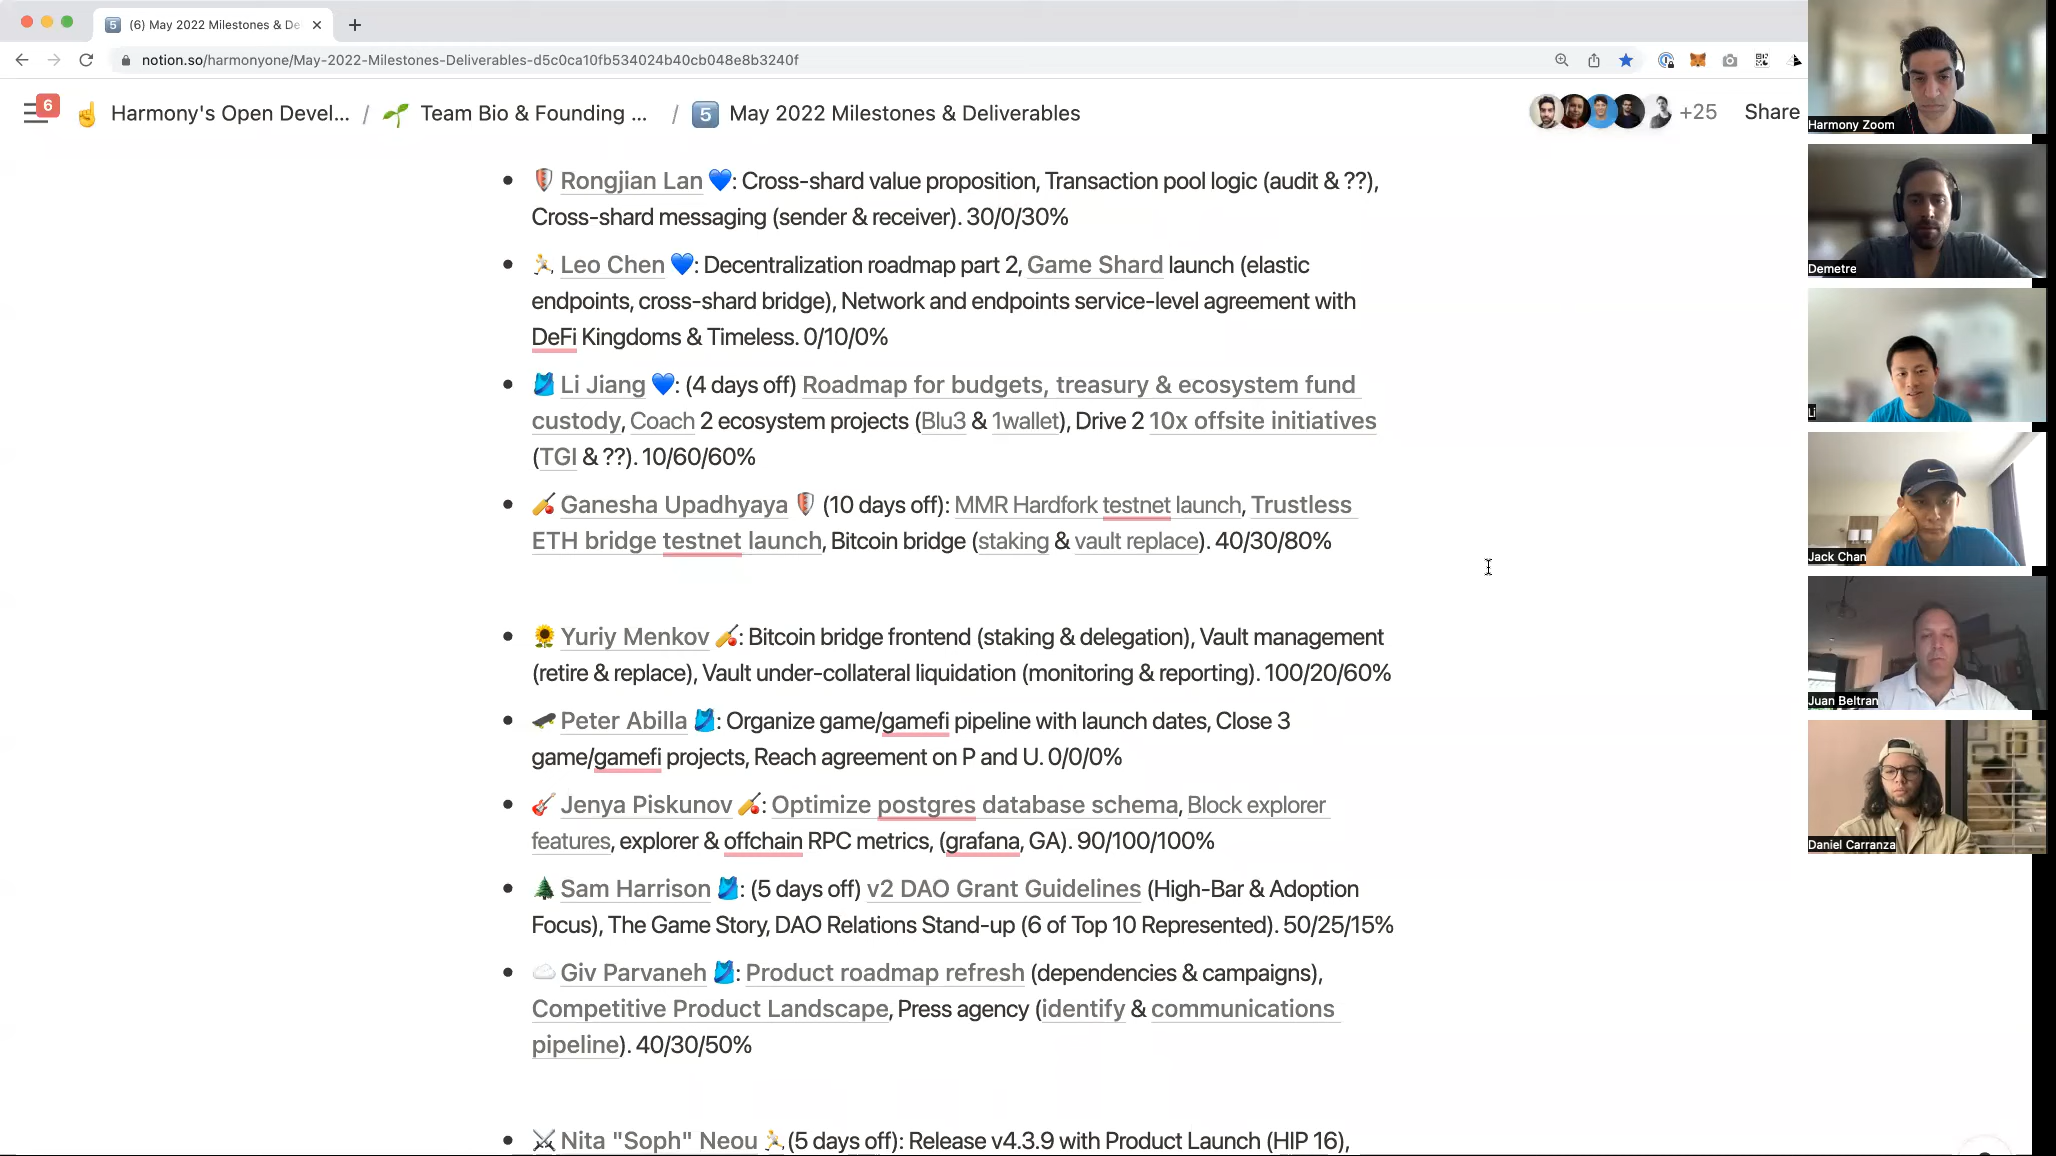 (6) May 2022 Milestones & De
notion.so/harmonyone/May-2022-Milestones-Deliverables-d5c0ca10fb534024b40cb048e8b3240f
6
Harmony's Open Devel... / Team Bio & Founding ... / 5 May 2022 Milestones & Deliverables
+25 Share
Rongjian Lan 💙: Cross-shard value proposition, Transaction pool logic (audit & ??),
Cross-shard messaging (sender & receiver). 30/0/30%
Leo Chen 💙: Decentralization roadmap part 2, Game Shard launch (elastic
endpoints, cross-shard bridge), Network and endpoints service-level agreement with
DeFi Kingdoms & Timeless. 0/10/0%
Li Jiang 💙: (4 days off) Roadmap for budgets, treasury & ecosystem fund
custody, Coach 2 ecosystem projects (Blu3 & 1wallet), Drive 2 10x offsite initiatives
(TGI & ??). 10/60/60%
Ganesha Upadhyaya (10 days off): MMR Hardfork testnet launch, Trustless
ETH bridge testnet launch, Bitcoin bridge (staking & vault replace). 40/30/80%
Yuriy Menkov : Bitcoin bridge frontend (staking & delegation), Vault management
(retire & replace), Vault under-collateral liquidation (monitoring & reporting). 100/20/60%
Peter Abilla : Organize game/gamefi pipeline with launch dates, Close 3
game/gamefi projects, Reach agreement on P and U. 0/0/0%
Jenya Piskunov : Optimize postgres database schema, Block explorer
features, explorer & offchain RPC metrics, (grafana, GA). 90/100/100%
Sam Harrison : (5 days off) v2 DAO Grant Guidelines (High-Bar & Adoption
Focus), The Game Story, DAO Relations Stand-up (6 of Top 10 Represented). 50/25/15%
Giv Parvaneh : Product roadmap refresh (dependencies & campaigns),
Competitive Product Landscape, Press agency (identify & communications
pipeline). 40/30/50%
Nita "Soph" Neou (5 days off): Release v4.3.9 with Product Launch (HIP 16),
Harmony Zoom
Demetre
Li
Jack Chan
Juan Beltran
Daniel Carranza